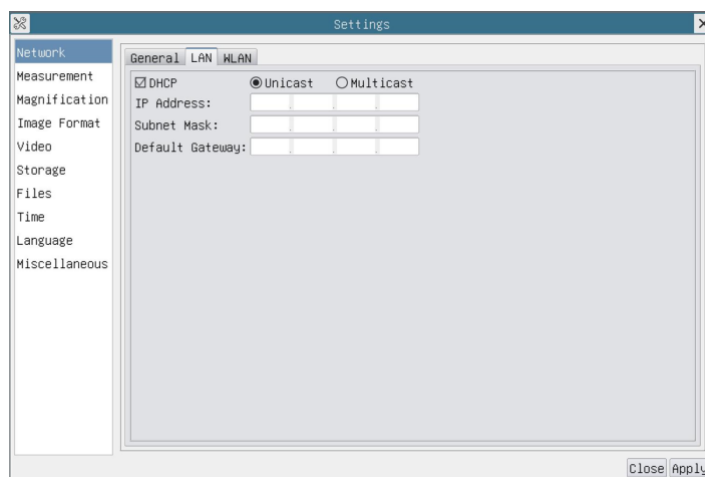 Settings
Network
Measurement
Magnification
Image Format
Video
Storage
Files
Time
Language
Miscellaneous
General LAN WLAN
DHCP Unicast Multicast
IP Address:
Subnet Mask:
Default Gateway:
Close Apply